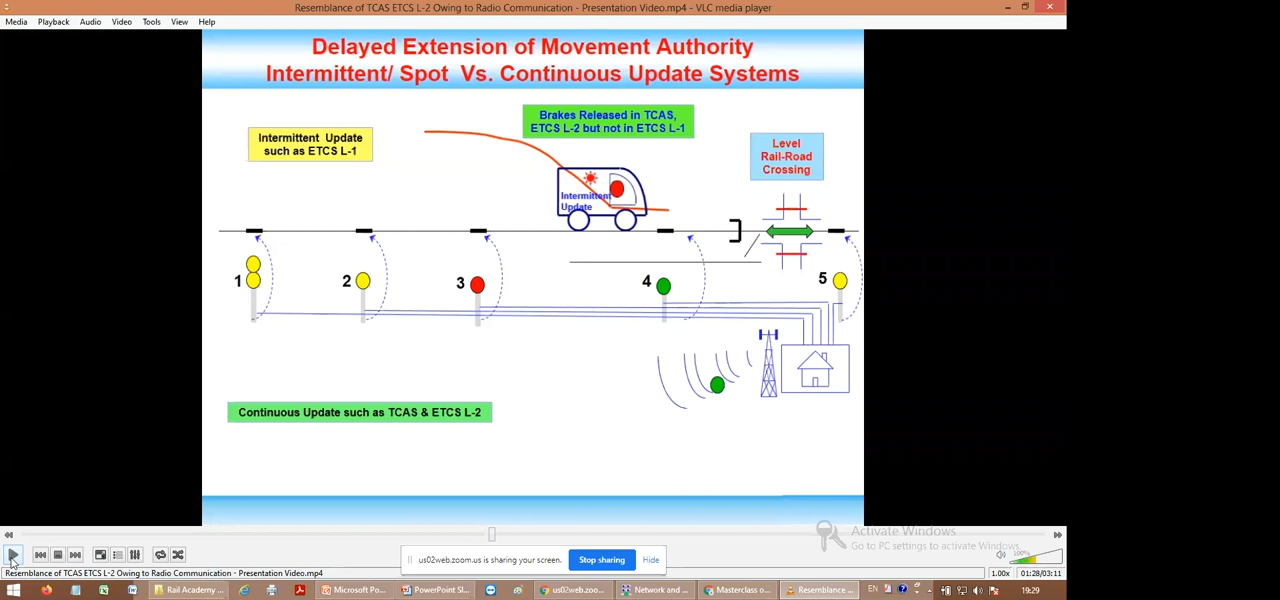 Resemblance of TCAS ETCS L-2 Owing to Radio Communication - Presentation Video.mp4 - VLC media player
Media Playback Audio Video Tools View Help
Delayed Extension of Movement Authority
Intermittent/ Spot Vs. Continuous Update Systems
Brakes Released in TCAS,
ETCS L-2 but not in ETCS L-1
Intermittent Update
such as ETCS L-1
Level
Rail-Road
Crossing
Intermittent
Update
1
2
3
4
5
Continuous Update such as TCAS & ETCS L-2
Activate Windows
Go to PC settings to activate Windows.
us02web.zoom.us is sharing your screen.
Stop sharing
Hide
100%
Resemblance of TCAS ETCS L-2 Owing to Radio Communication - Presentation Video.mp4
1.00x
01:28/03:11
Rail Academy ...
Microsoft Po...
PowerPoint Sl...
us02web.zoo...
Network and ...
Masterclass o...
Resemblance ...
EN
19:29